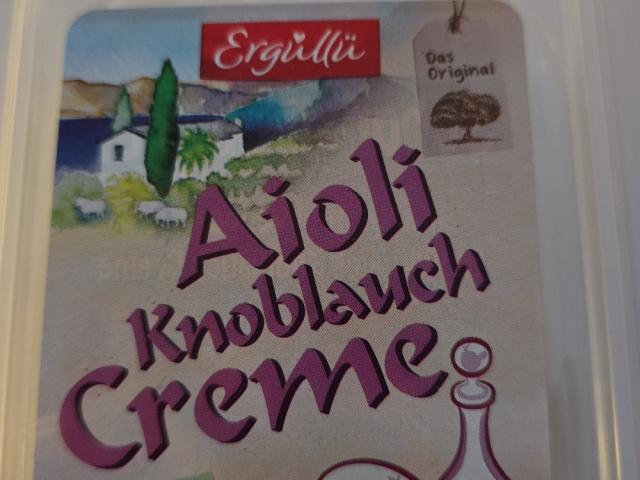 Ergüllü
Das
Original
Aioli
Knoblauch
Creme